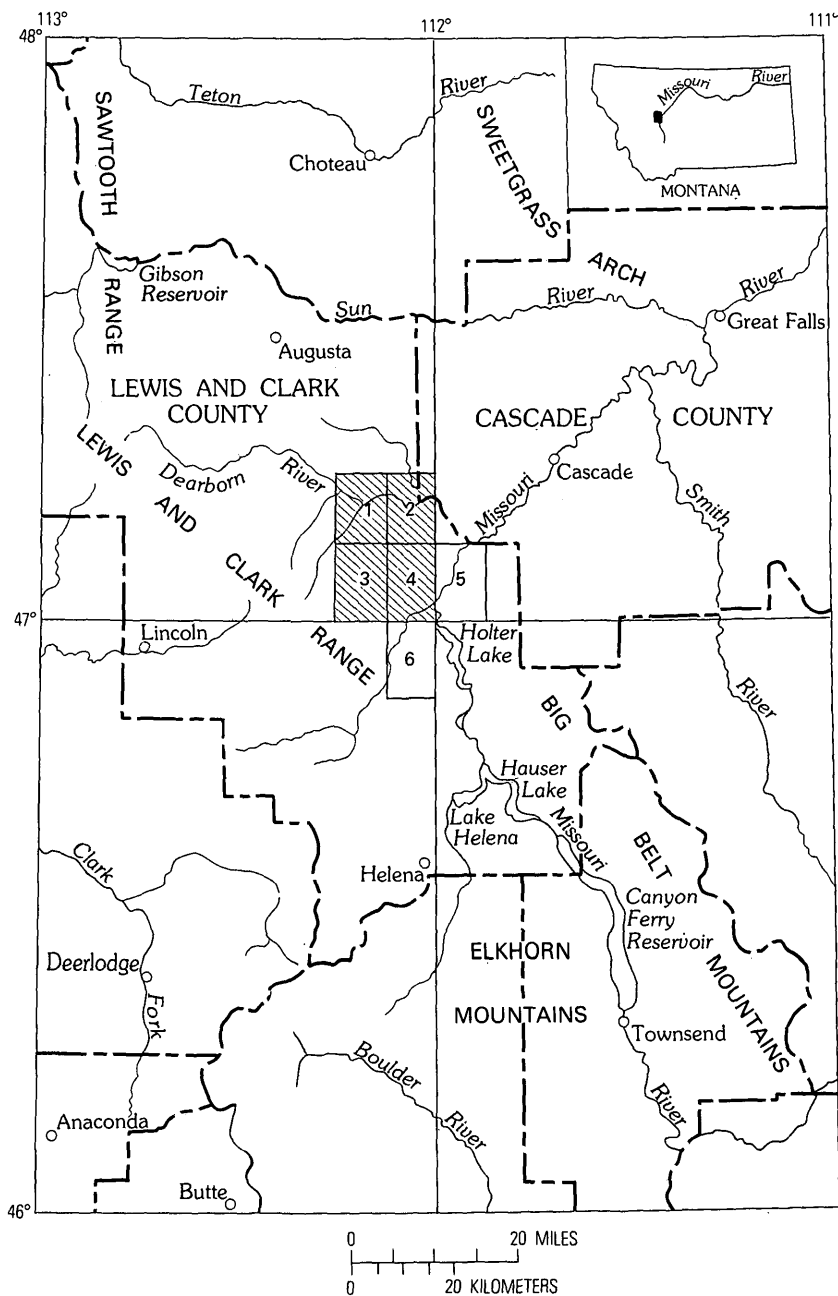 113°
112°
111°
48°
SAWTOOTH
RANGE
Teton
River
Choteau
SWEETGRASS
ARCH
Missouri
River
MONTANA
Gibson
Reservoir
Sun
River
River
Great Falls
Augusta
LEWIS AND CLARK
COUNTY
CASCADE
COUNTY
LEWIS
AND
CLARK
RANGE
Dearborn
River
Cascade
Missouri
Smith
River
1
2
3
4
5
6
47°
Lincoln
Holter
Lake
BIG
BELT
MOUNTAINS
Hauser
Lake
Lake
Helena
Missouri
River
Helena
Canyon
Ferry
Reservoir
Clark
Fork
Deerlodge
ELKHORN
MOUNTAINS
Townsend
Boulder
River
Anaconda
Butte
46°
0 20 MILES
0 20 KILOMETERS